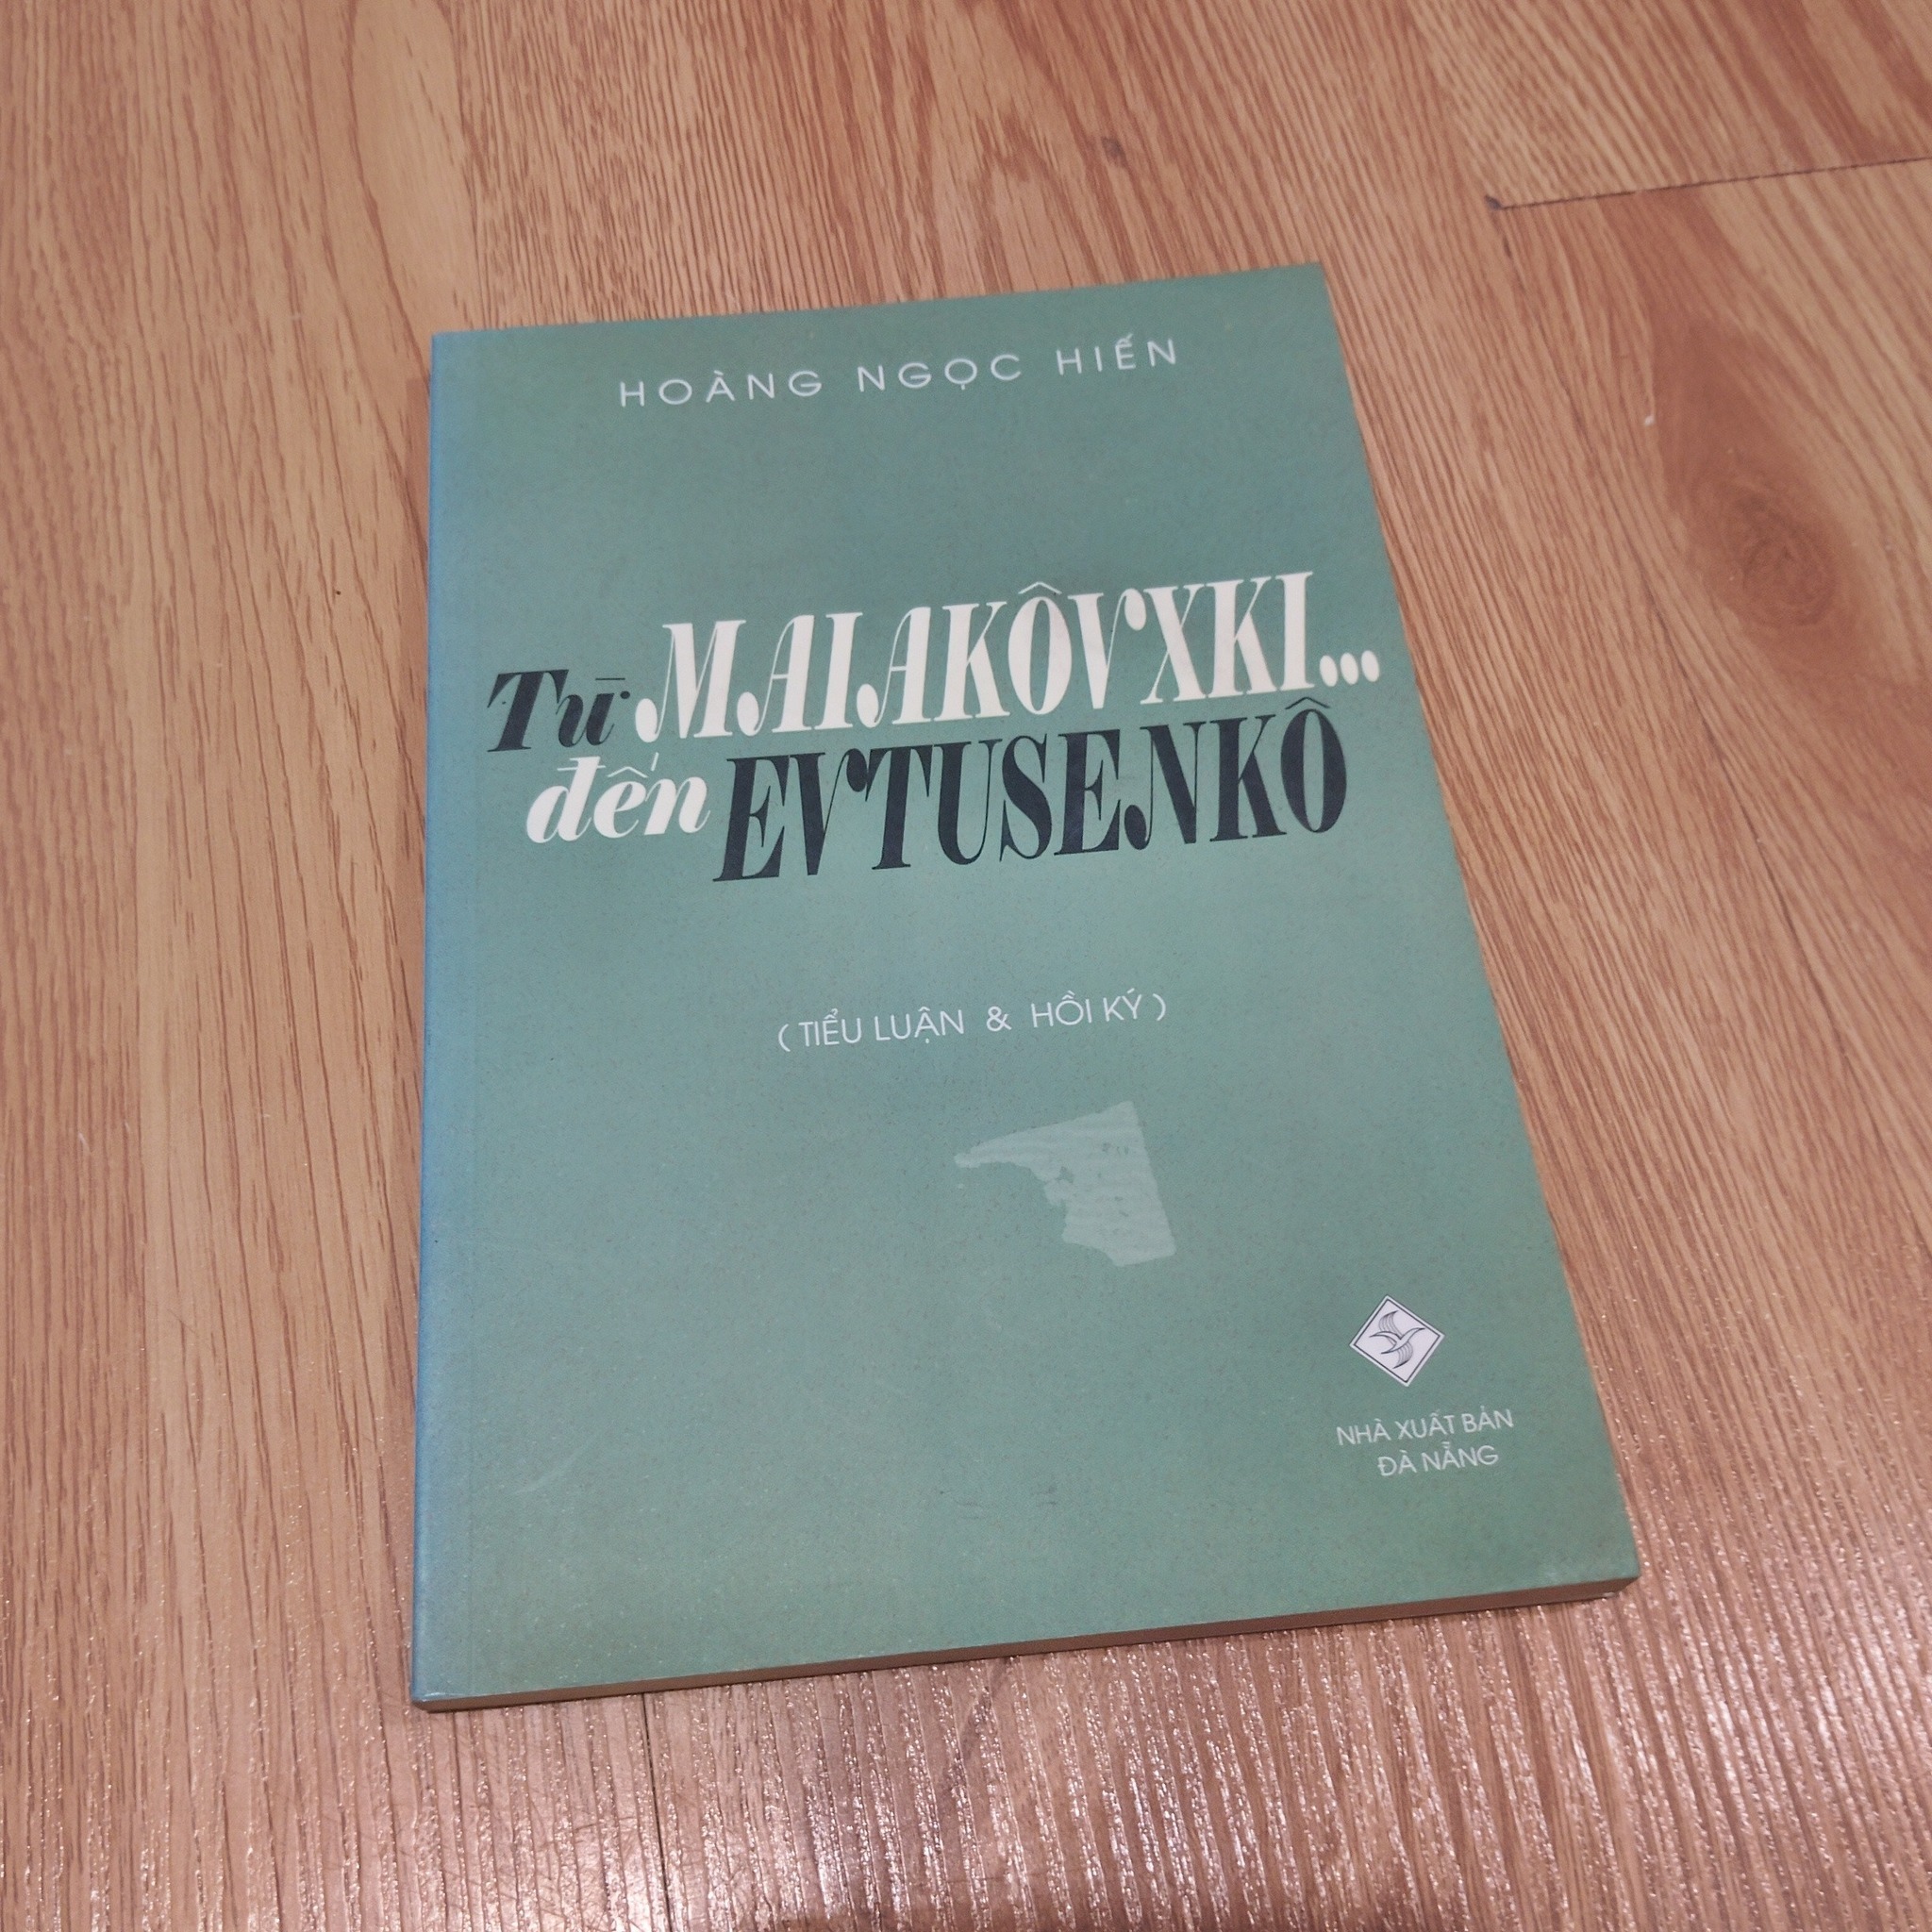 HOÀNG NGỌC HIẾN
Từ MAIAKÔVXKI...
đến EVTUSENKÔ
( TIỂU LUẬN & HỒI KÝ )
NHÀ XUẤT BẢN
ĐÀ NẴNG